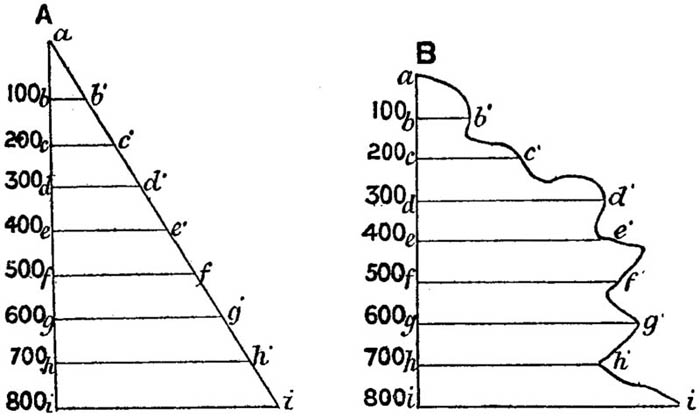 A
a
100 b b'
200 c c'
300 d d'
400 e e'
500 f f
600 g g'
700 h h'
800 i i
B
a
100 b b'
200 c c'
300 d d'
400 e e'
500 f f'
600 g g'
700 h h'
800 i i